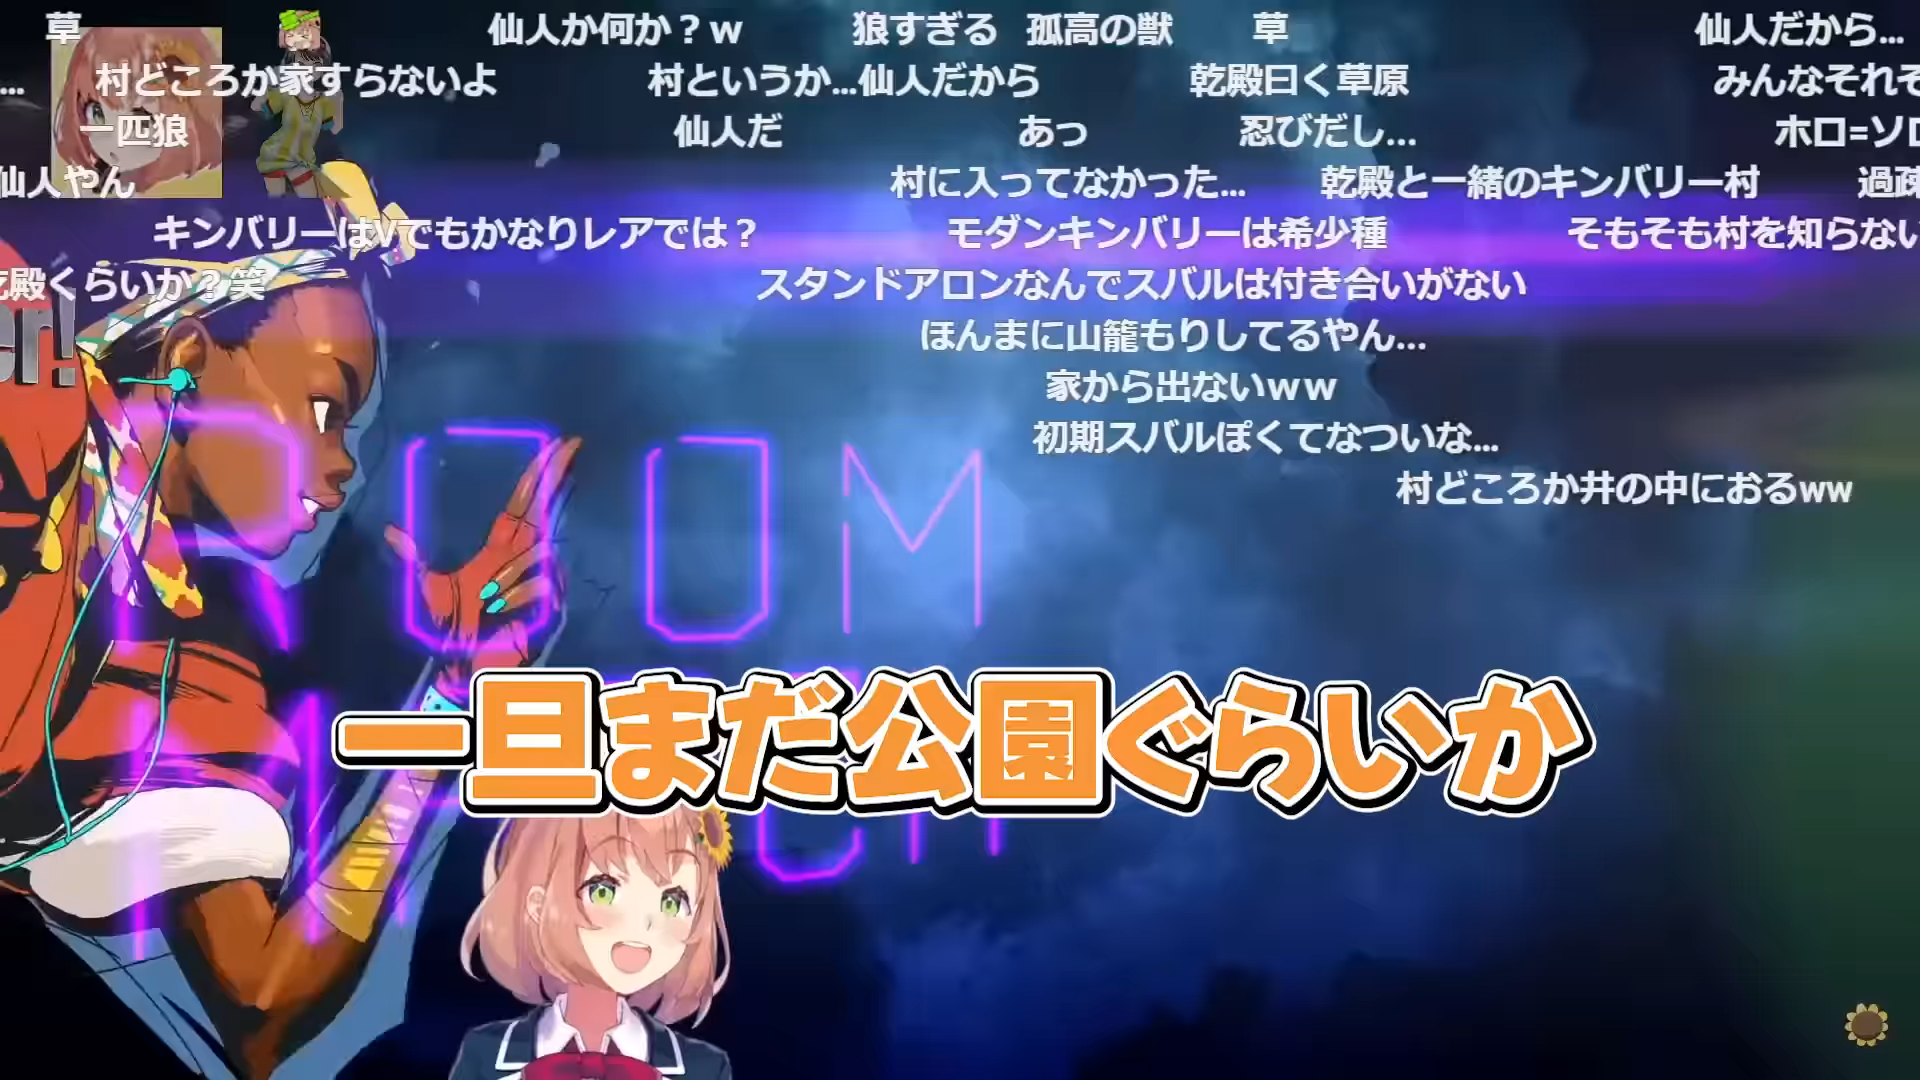 草 仙人か何か？w 狼すぎる 孤高の獣 草 仙人だから...
... 村どころか家すらないよ 村というか...仙人だから 乾殿曰く草原 みんなそれぞ
一匹狼 仙人だ あっ 忍びだし... ホロ=ソロ
仙人やん 村に入ってなかった... 乾殿と一緒のキンバリー村 過疎
キンバリーはVでもかなりレアでは？ モダンキンバリーは希少種 そもそも村を知らない
乾殿くらいか？笑 スタンドアロンなんでスバルは付き合いがない
er! ほんまに山籠もりしてるやん...
家から出ないww
初期スバルぽくてなついな...
村どころか井の中におるww
ROOM
一旦まだ公園ぐらいか